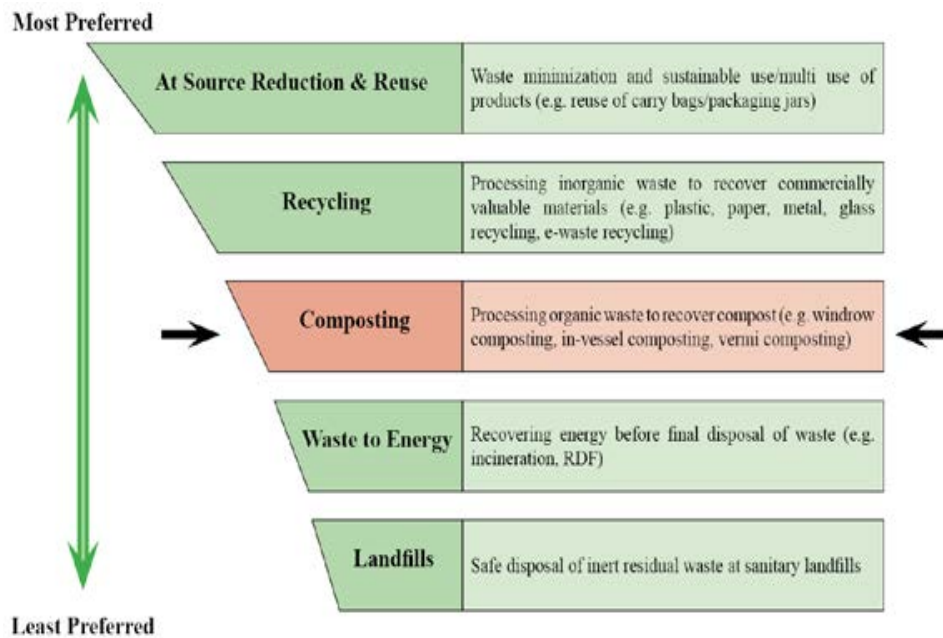 Most Preferred
At Source Reduction & Reuse
Waste minimization and sustainable use/multi use of
products (e.g. reuse of carry bags/packaging jars)
Recycling
Processing inorganic waste to recover commercially
valuable materials (e.g. plastic, paper, metal, glass
recycling, e-waste recycling)
Composting
Processing organic waste to recover compost (e.g. windrow
composting, in-vessel composting, vermi composting)
Waste to Energy
Recovering energy before final disposal of waste (e.g.
incineration, RDF)
Landfills
Safe disposal of inert residual waste at sanitary landfills
Least Preferred